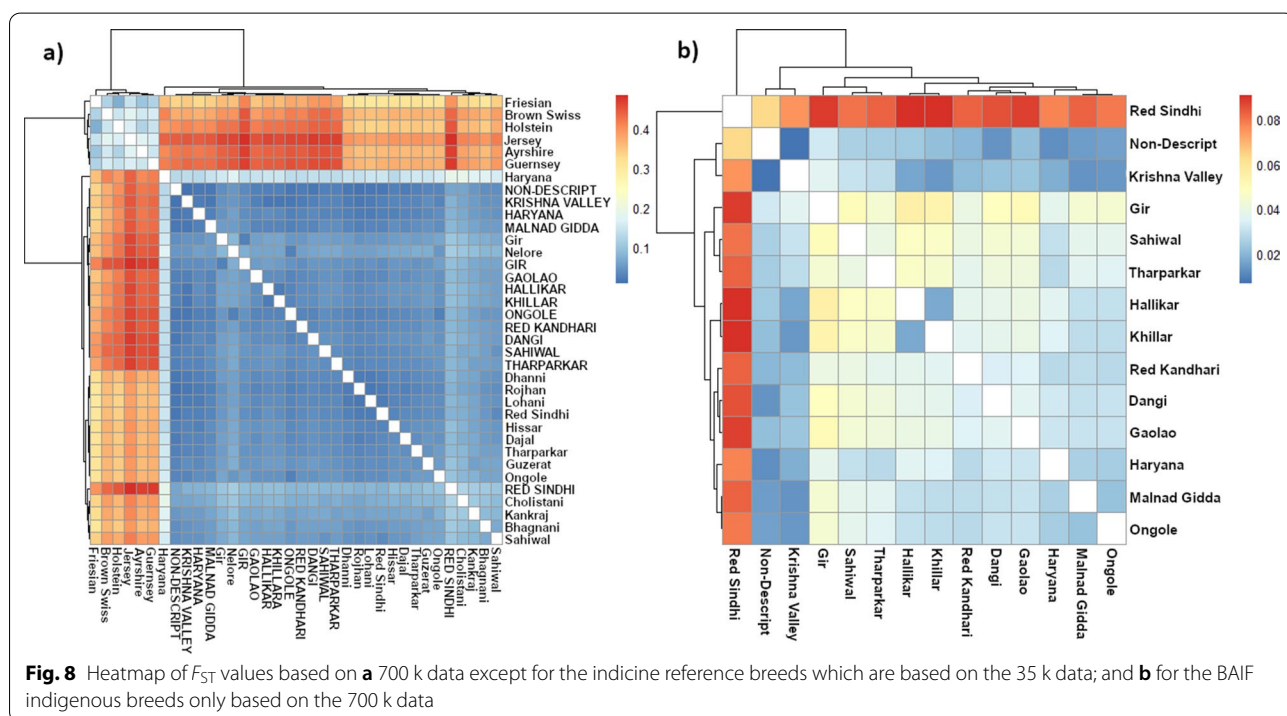 a)
Friesian
Brown Swiss
Holstein
Jersey
Ayrshire
Guernsey
Haryana
NON-DESCRIPT
KRISHNA VALLEY
HARYANA
MALNAD GIDDA
Gir
Nelore
GIR
GAOLAO
HALLIKAR
KHILLAR
ONGOLE
RED KANDHARI
DANGI
SAHIWAL
THARPARKAR
Dhanni
Rojhan
Lohani
Red Sindhi
Hissar
Dajal
Tharparkar
Guzerat
Ongole
RED SINDHI
Cholistani
Kankraj
Bhagnani
Sahiwal
0.4
0.3
0.2
0.1
Friesian
Brown Swiss
Holstein
Jersey
Ayrshire
Guernsey
Haryana
NON-DESCRIPT
KRISHNA VALLEY
HARYANA
MALNAD GIDDA
Gir
Nelore
GIR
GAOLAO
HALLIKAR
KHILLARA
ONGOLE
RED KANDHARI
DANGI
SAHIWAL
THARPARKAR
Dhanni
Rojhan
Lohani
Red Sindhi
Hissar
Dajal
Tharparkar
Guzerat
Ongole
RED SINDHI
Cholistani
Kankraj
Bhagnani
Sahiwal
b)
Red Sindhi
Non-Descript
Krishna Valley
Gir
Sahiwal
Tharparkar
Hallikar
Khillar
Red Kandhari
Dangi
Gaolao
Haryana
Malnad Gidda
Ongole
0.08
0.06
0.04
0.02
Red Sindhi
Non-Descript
Krishna Valley
Gir
Sahiwal
Tharparkar
Hallikar
Khillar
Red Kandhari
Dangi
Gaolao
Haryana
Malnad Gidda
Ongole
Fig. 8 Heatmap of FST values based on a 700 k data except for the indicine reference breeds which are based on the 35 k data; and b for the BAIF
indigenous breeds only based on the 700 k data